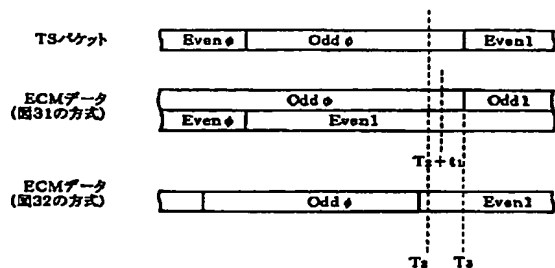 TSパケット
Even φ Odd φ Even1
ECMデータ
(図31の方式)
Odd φ Odd1
Even φ Even1
T₂+t₁
ECMデータ
(図32の方式)
Odd φ Even1
T₂ T₃